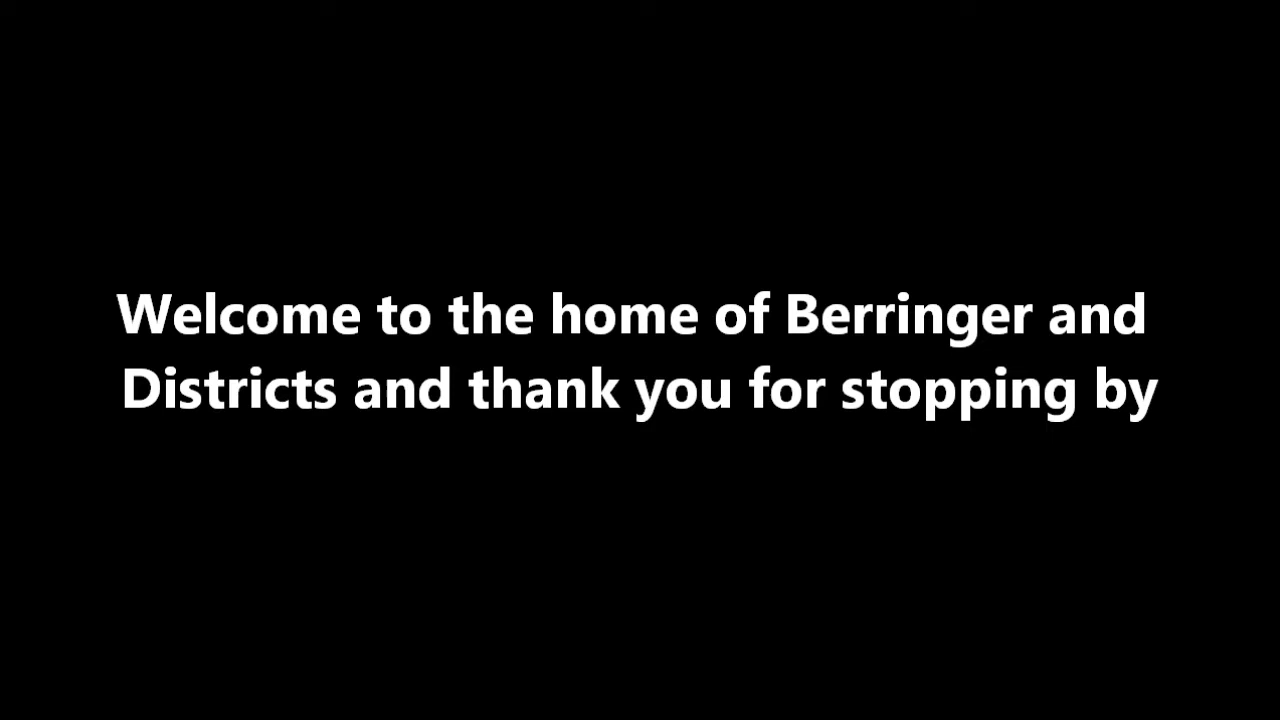 Welcome to the home of Berringer and
Districts and thank you for stopping by